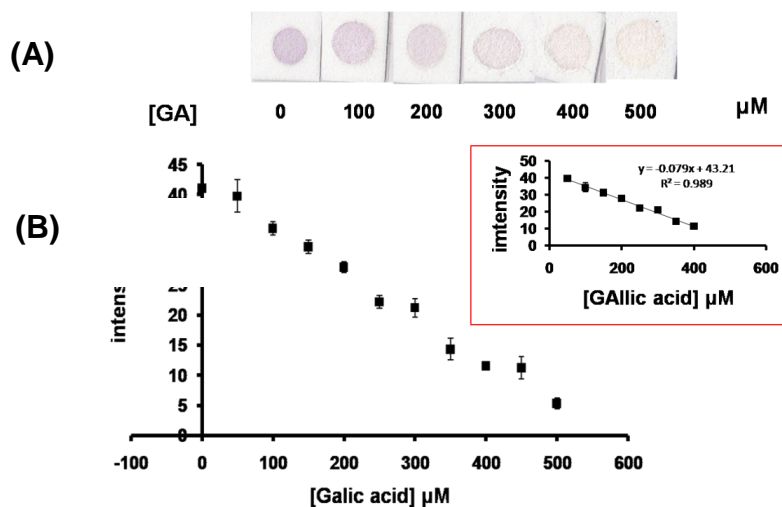 (A)
[GA] 0 100 200 300 400 500 µM
(B)
45
40
25
20
15
10
5
0
-100 0 100 200 300 400 500 600
[Galic acid] µM
y = -0.079x + 43.21
R² = 0.989
50
40
30
20
10
0
0 200 400 600
imtensity
[GAllic acid] µM